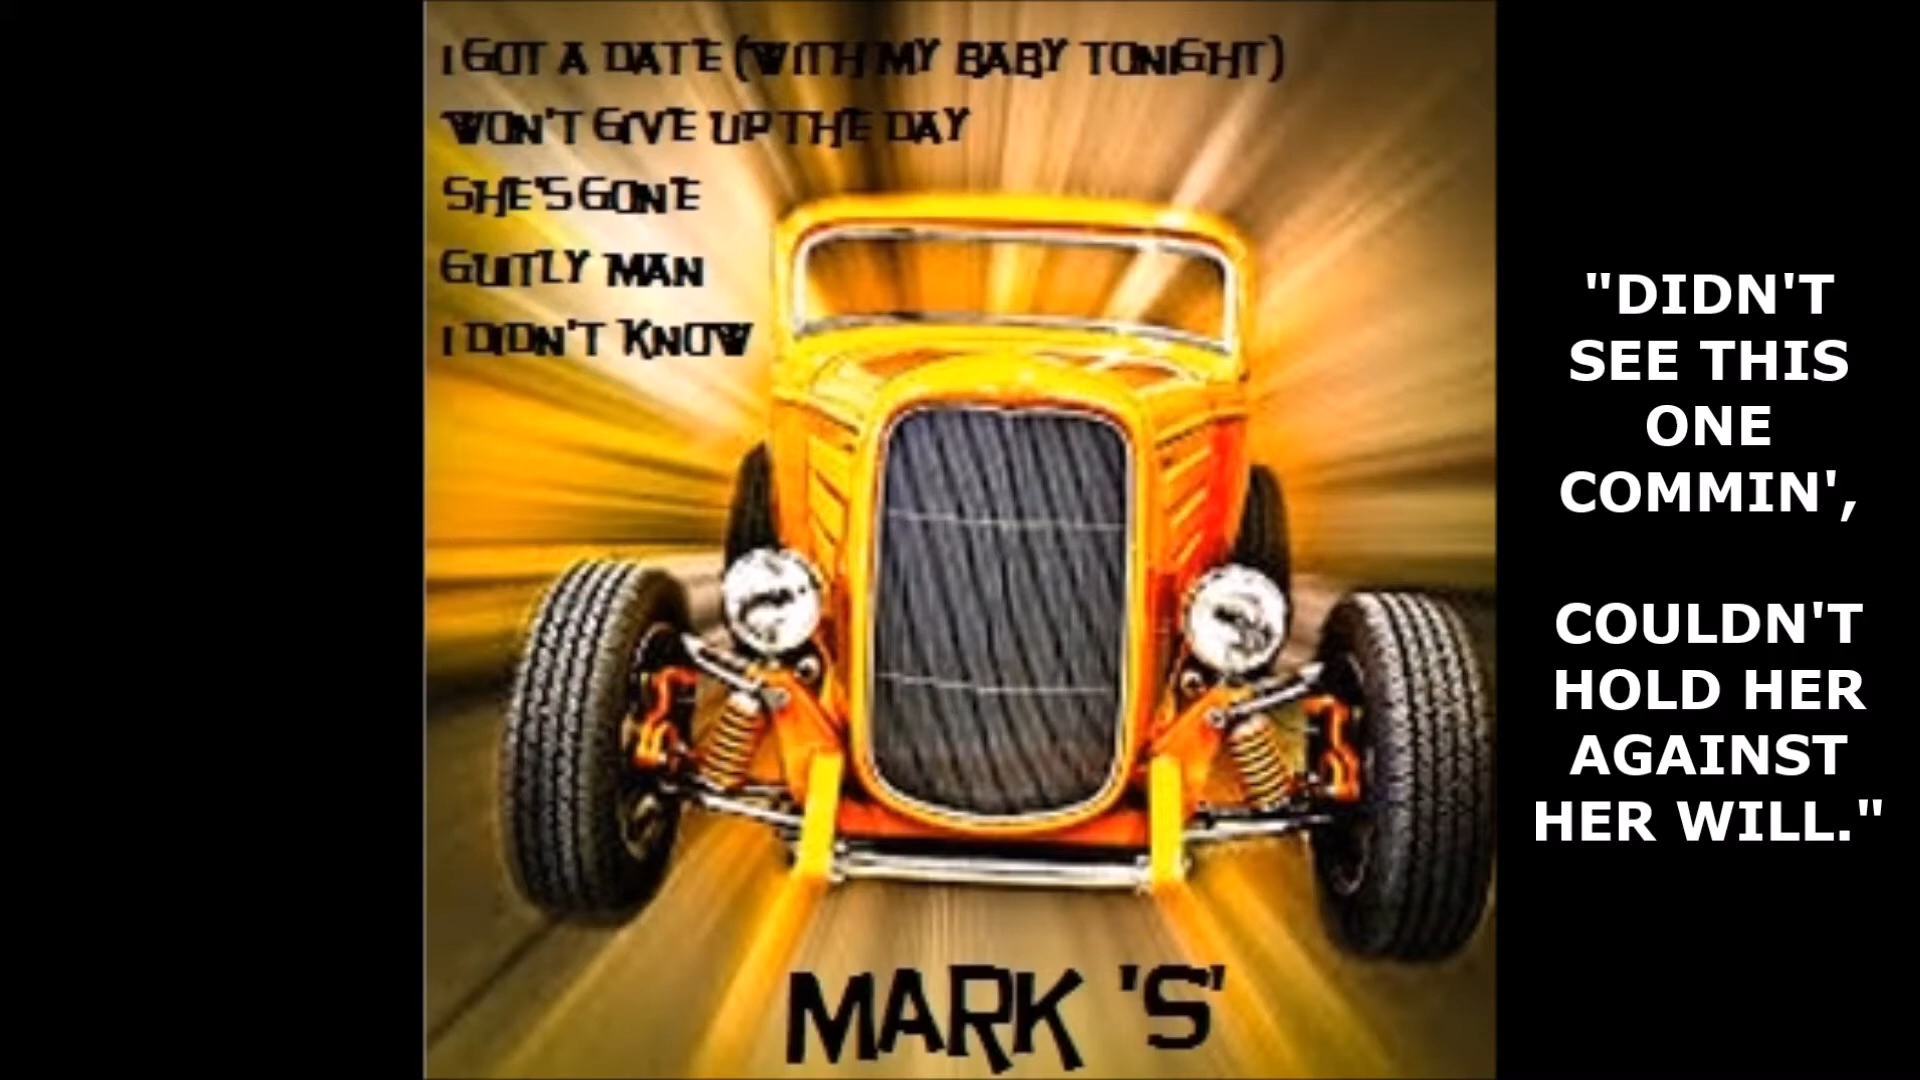 I GOT A DATE (WITH MY BABY TONIGHT)
WON'T GIVE UP THE DAY
SHE'S GONE
GUITLY MAN
I DIDN'T KNOW
MARK 'S'
"DIDN'T
SEE THIS
ONE
COMMIN',
COULDN'T
HOLD HER
AGAINST
HER WILL."